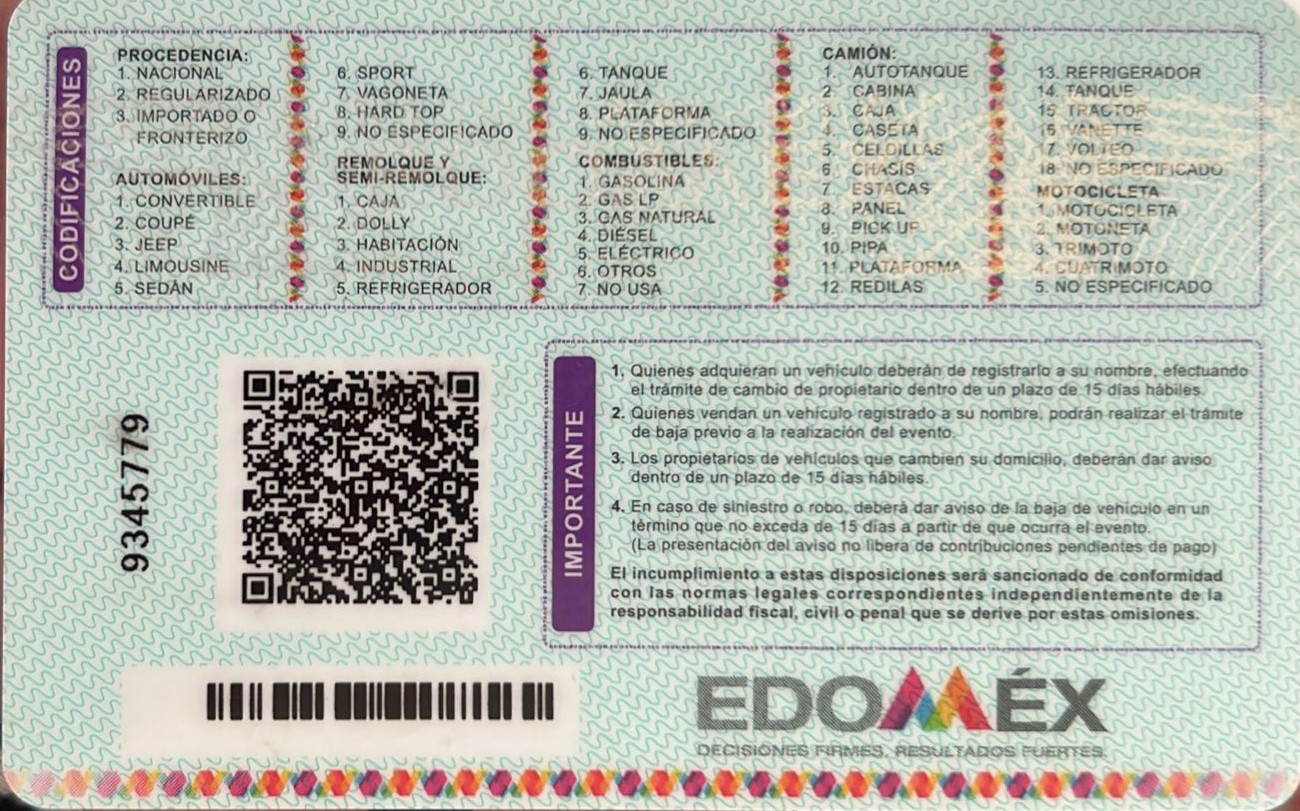 CODIFICACIONES
PROCEDENCIA:
1. NACIONAL
2. REGULARIZADO
3. IMPORTADO O
FRONTERIZO
AUTOMÓVILES:
1. CONVERTIBLE
2. COUPÉ
3. JEEP
4. LIMOUSINE
5. SEDÁN
6. SPORT
7. VAGONETA
8. HARD TOP
9. NO ESPECIFICADO
REMOLQUE Y
SEMI-REMOLQUE:
1. CAJA
2. DOLLY
3. HABITACIÓN
4. INDUSTRIAL
5. REFRIGERADOR
6. TANQUE
7. JAULA
8. PLATAFORMA
9. NO ESPECIFICADO
COMBUSTIBLES:
1. GASOLINA
2. GAS LP
3. GAS NATURAL
4. DIÉSEL
5. ELÉCTRICO
6. OTROS
7. NO USA
CAMIÓN:
1. AUTOTANQUE
2. CABINA
3. CAJA
4. CASETA
5. CELDILLAS
6. CHASIS
7. ESTACAS
8. PANEL
9. PICK UP
10. PIPA
11. PLATAFORMA
12. REDILAS
13. REFRIGERADOR
14. TANQUE
15 TRACTOR
16 VANETTE
17. VOLTEO
18. NO ESPECIFICADO
MOTOCICLETA
1. MOTOCICLETA
2. MOTONETA
3. TRIMOTO
4. CUATRIMOTO
5. NO ESPECIFICADO
9345779
IMPORTANTE
1. Quienes adquieran un vehículo deberán de registrarlo a su nombre, efectuando
el trámite de cambio de propietario dentro de un plazo de 15 días hábiles.
2. Quienes vendan un vehículo registrado a su nombre, podrán realizar el trámite
de baja previo a la realización del evento.
3. Los propietarios de vehículos que cambien su domicilio, deberán dar aviso
dentro de un plazo de 15 días hábiles.
4. En caso de siniestro o robo, deberá dar aviso de la baja de vehículo en un
término que no exceda de 15 días a partir de que ocurra el evento.
(La presentación del aviso no libera de contribuciones pendientes de pago)
El incumplimiento a estas disposiciones será sancionado de conformidad
con las normas legales correspondientes independientemente de la
responsabilidad fiscal, civil o penal que se derive por estas omisiones.
EDOMÉX
DECISIONES FIRMES, RESULTADOS FUERTES.